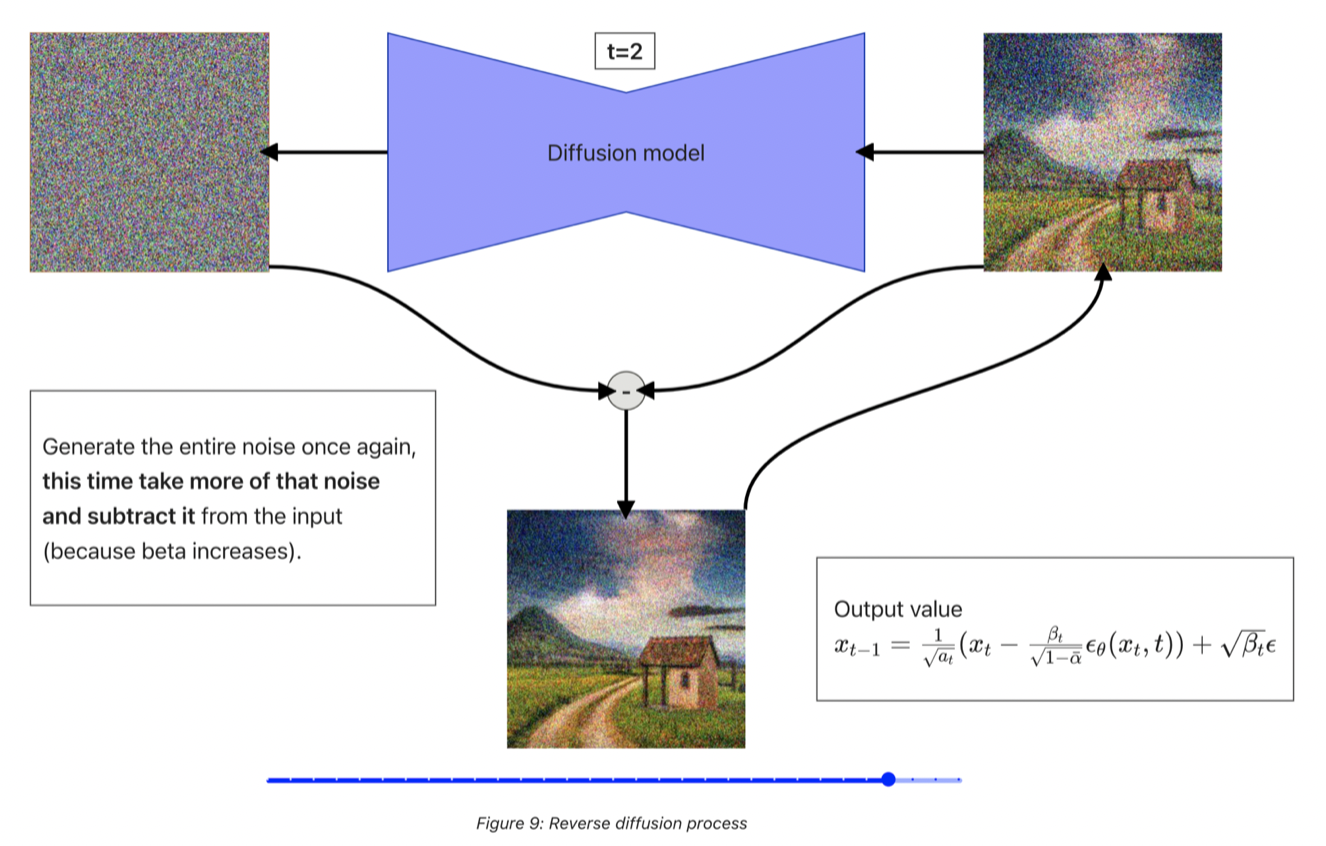 t=2
Diffusion model
-
Generate the entire noise once again,
this time take more of that noise
and subtract it from the input
(because beta increases).
Output value
$x_{t-1} = \frac{1}{\sqrt{a_t}}(x_t - \frac{\beta_t}{\sqrt{1-\bar{\alpha}}}\epsilon_\theta(x_t, t)) + \sqrt{\beta_t}\epsilon$
Figure 9: Reverse diffusion process